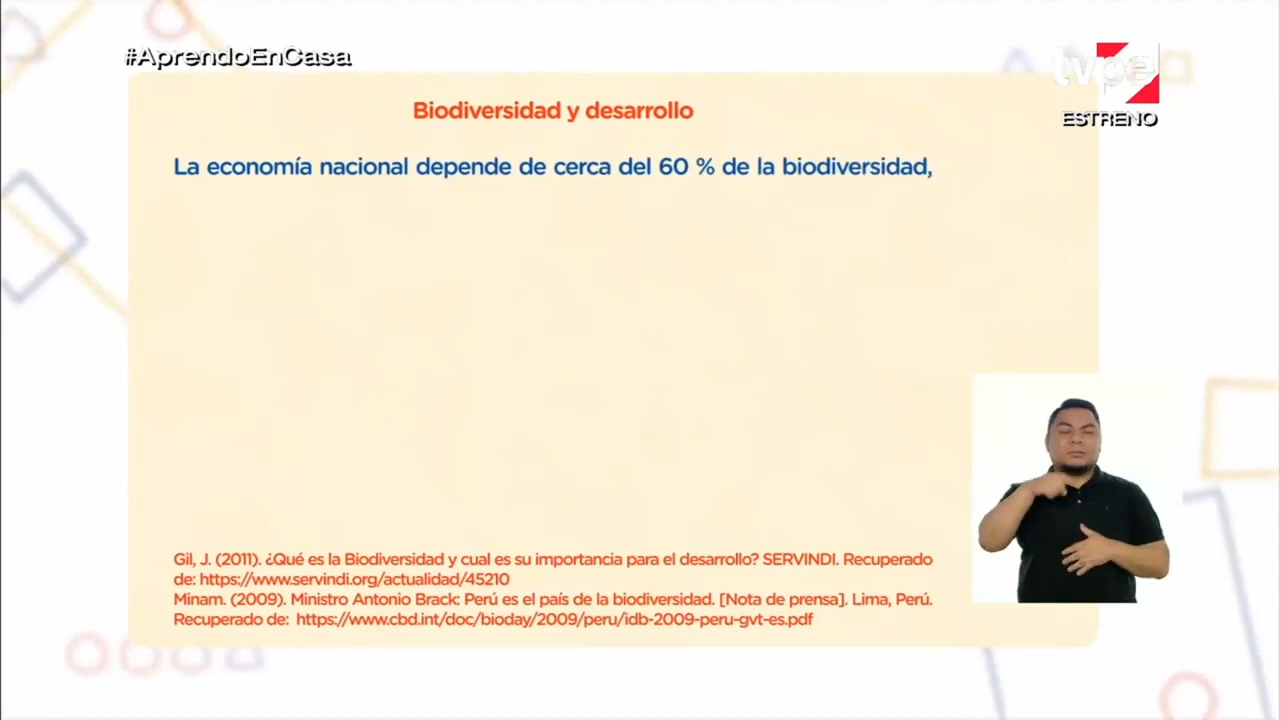 #AprendoEnCasa
tvpe
ESTRENO
Biodiversidad y desarrollo
La economía nacional depende de cerca del 60 % de la biodiversidad,
Gil, J. (2011). ¿Qué es la Biodiversidad y cual es su importancia para el desarrollo? SERVINDI. Recuperado
de: https://www.servindi.org/actualidad/45210
Minam. (2009). Ministro Antonio Brack: Perú es el país de la biodiversidad. [Nota de prensa]. Lima, Perú.
Recuperado de: https://www.cbd.int/doc/bioday/2009/peru/idb-2009-peru-gvt-es.pdf